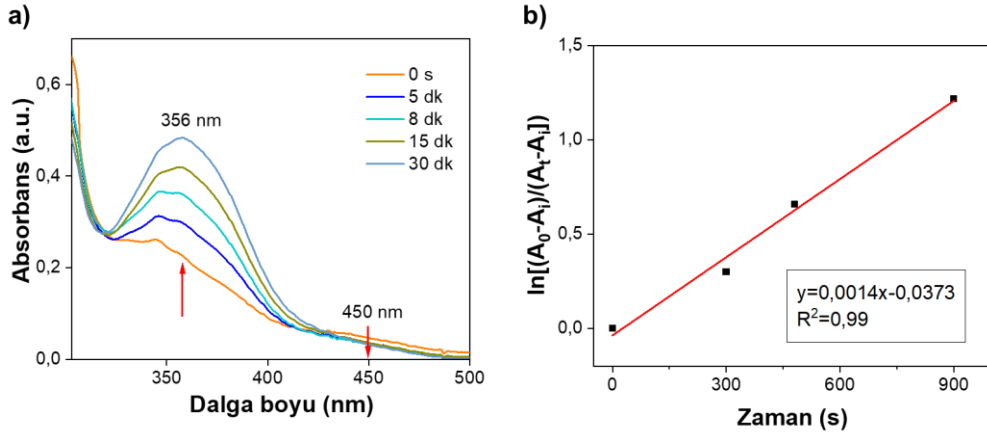 a)
Absorbans (a.u.)
0,6
0,4
0,2
0,0
356 nm
450 nm
0 s
5 dk
8 dk
15 dk
30 dk
350
400
450
500
Dalga boyu (nm)
b)
ln[(A₀-Aᵢ)/(Aₜ-Aᵢ])
1,5
1,0
0,5
0,0
y=0,0014x-0,0373
R²=0,99
0
300
600
900
Zaman (s)